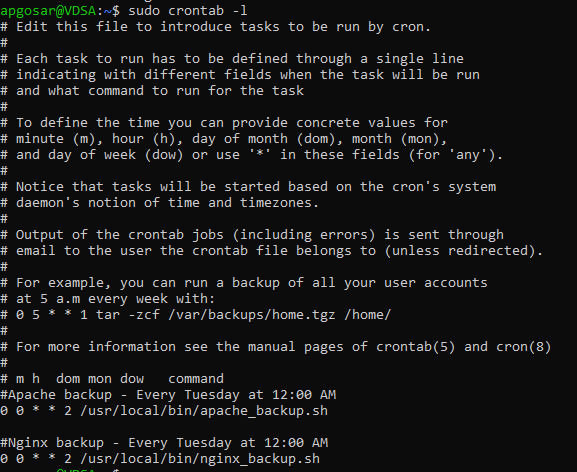 apgosar@VDSA:~$ sudo crontab -l
# Edit this file to introduce tasks to be run by cron.
#
# Each task to run has to be defined through a single line
# indicating with different fields when the task will be run
# and what command to run for the task
#
# To define the time you can provide concrete values for
# minute (m), hour (h), day of month (dom), month (mon),
# and day of week (dow) or use '*' in these fields (for 'any').
#
# Notice that tasks will be started based on the cron's system
# daemon's notion of time and timezones.
#
# Output of the crontab jobs (including errors) is sent through
# email to the user the crontab file belongs to (unless redirected).
#
# For example, you can run a backup of all your user accounts
# at 5 a.m every week with:
# 0 5 * * 1 tar -zcf /var/backups/home.tgz /home/
#
# For more information see the manual pages of crontab(5) and cron(8)
#
# m h  dom mon dow   command
#Apache backup - Every Tuesday at 12:00 AM
0 0 * * 2 /usr/local/bin/apache_backup.sh

#Nginx backup - Every Tuesday at 12:00 AM
0 0 * * 2 /usr/local/bin/nginx_backup.sh